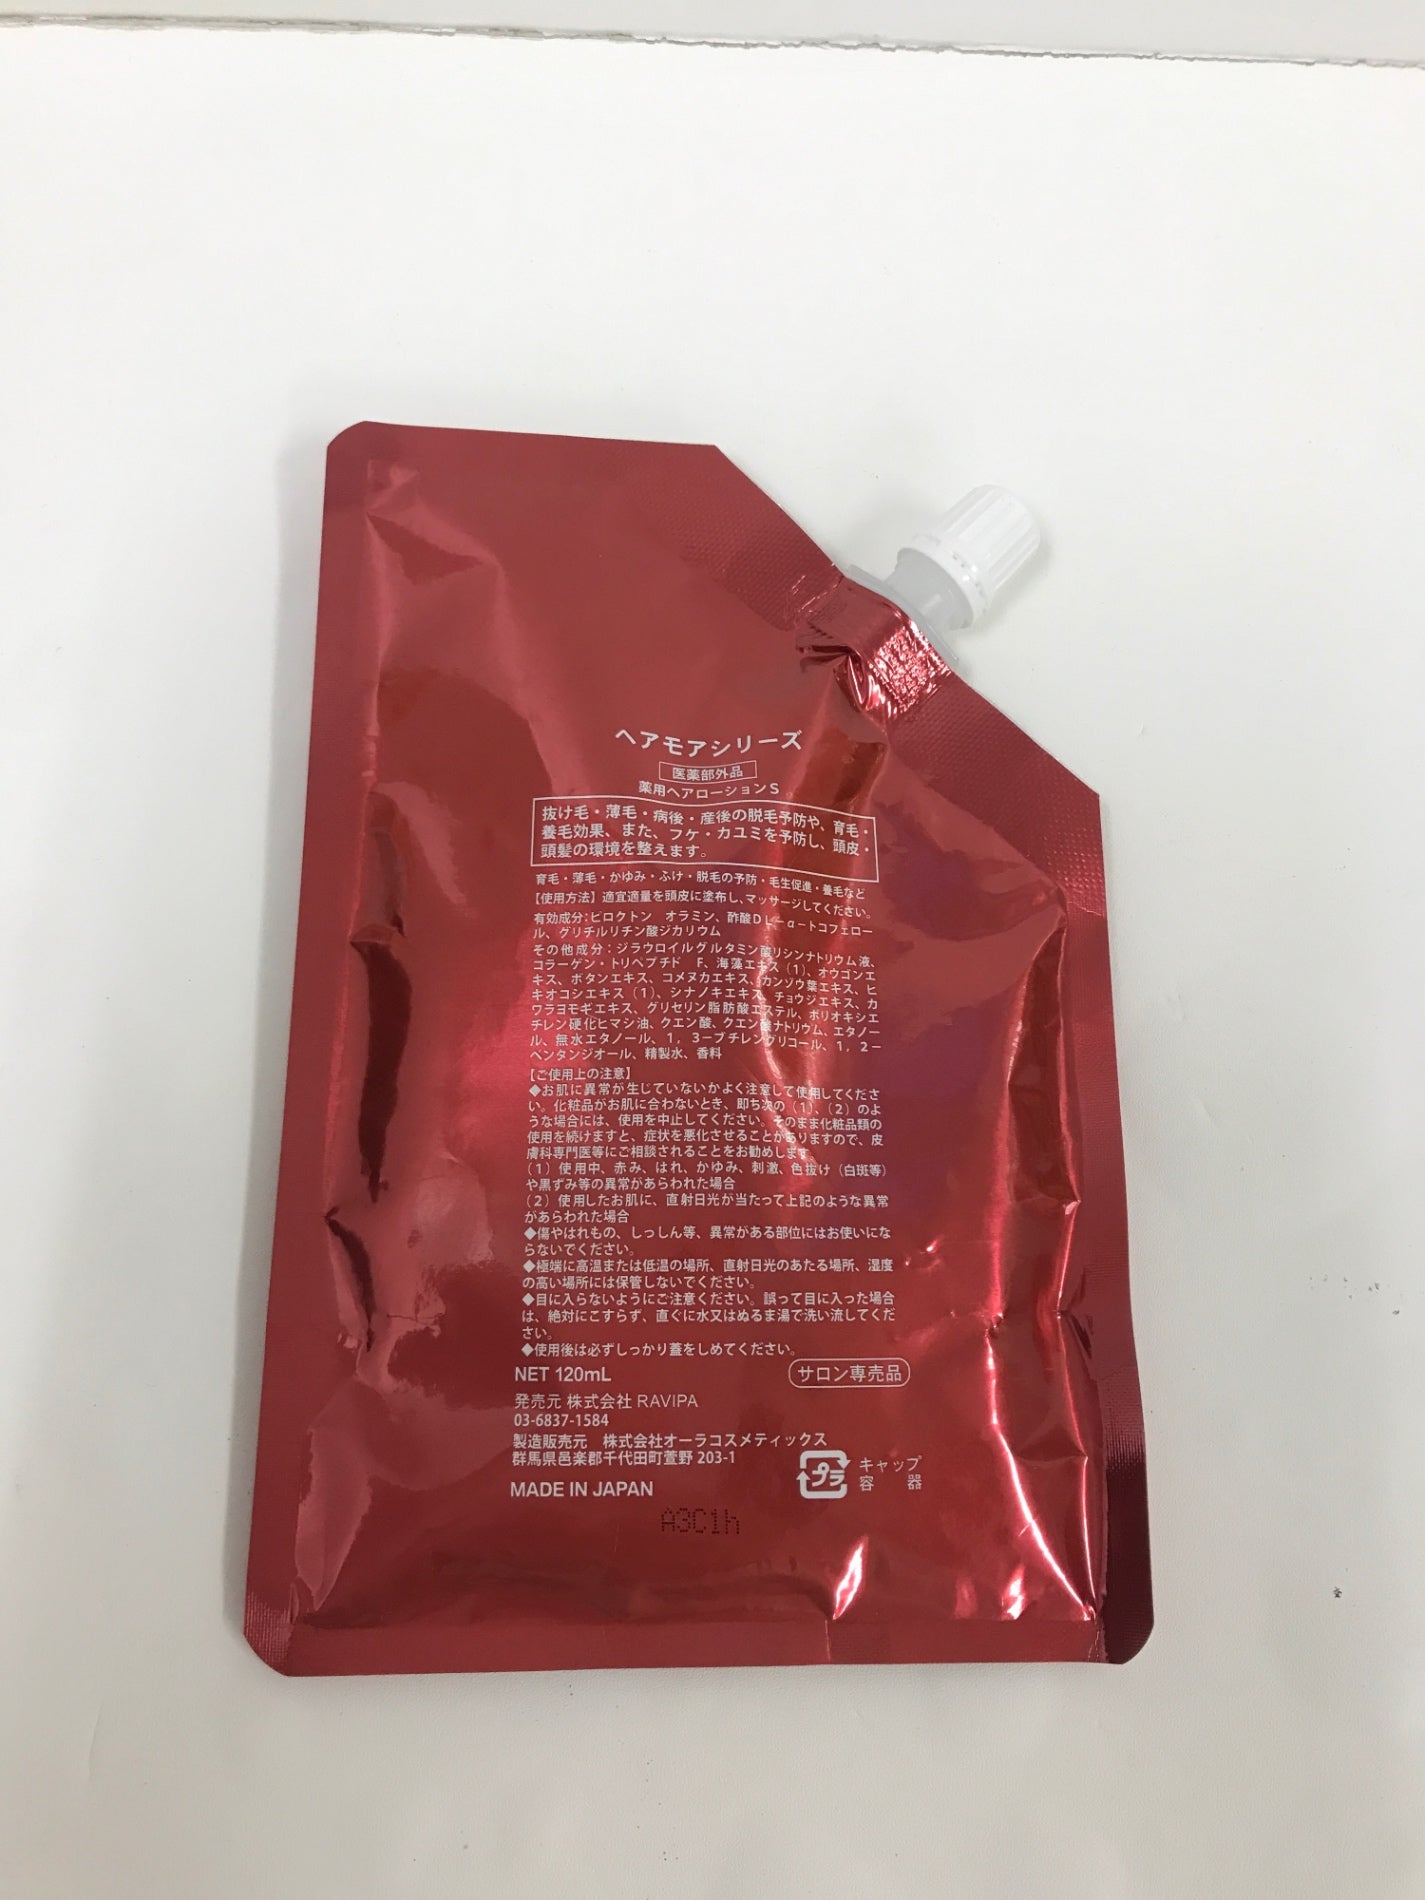 ヘアモアシリーズ
医薬部外品
薬用ヘアローションS
抜け毛・薄毛・病後・産後の脱毛予防や、育毛・
養毛効果、また、フケ・カユミを予防し、頭皮・
頭髪の環境を整えます。
育毛・薄毛・かゆみ・ふけ・脱毛の予防・毛生促進・養毛など
【使用方法】適宜適量を頭皮に塗布し、マッサージしてください。
有効成分:ピロクトン　オラミン、酢酸DL－α－トコフェロー
ル、グリチルリチン酸ジカリウム
その他成分：ジラウロイルグルタミン酸リシンナトリウム液、
コラーゲン・トリペプチド　F、海藻エキス（1）、オウゴンエ
キス、ボタンエキス、コメヌカエキス、カンゾウ葉エキス、ヒ
キオコシエキス（1）、シナノキエキス、チョウジエキス、カ
ワラヨモギエキス、グリセリン脂肪酸エステル、ポリオキシエ
チレン硬化ヒマシ油、クエン酸、クエン酸ナトリウム、エタノー
ル、無水エタノール、1，3－ブチレングリコール、1，2－
ペンタンジオール、精製水、香料
【ご使用上の注意】
◆お肌に異常が生じていないかよく注意して使用してくださ
い。化粧品がお肌に合わないとき、即ち次の（1）、（2）のよ
うな場合には、使用を中止してください。そのまま化粧品類の
使用を続けますと、症状を悪化させることがありますので、皮
膚科専門医等にご相談されることをお勧めします。
（1）使用中、赤み、はれ、かゆみ、刺激、色抜け（白斑等）
や黒ずみ等の異常があらわれた場合
（2）使用したお肌に、直射日光が当たって上記のような異常
があらわれた場合
◆傷やはれもの、しっしん等、異常がある部位にはお使いにな
らないでください。
◆極端に高温または低温の場所、直射日光のあたる場所、湿度
の高い場所には保管しないでください。
◆目に入らないようにご注意ください。誤って目に入った場合
は、絶対にこすらず、直ぐに水又はぬるま湯で洗い流してくだ
さい。
◆使用後は必ずしっかり蓋をしめてください。
NET 120mL
サロン専売品
発売元 株式会社 RAVIPA
03-6837-1584
製造販売元　株式会社オーラコスメティックス
群馬県邑楽郡千代田町萱野 203-1
プラ
キャップ
容　器
MADE IN JAPAN
A3C1h